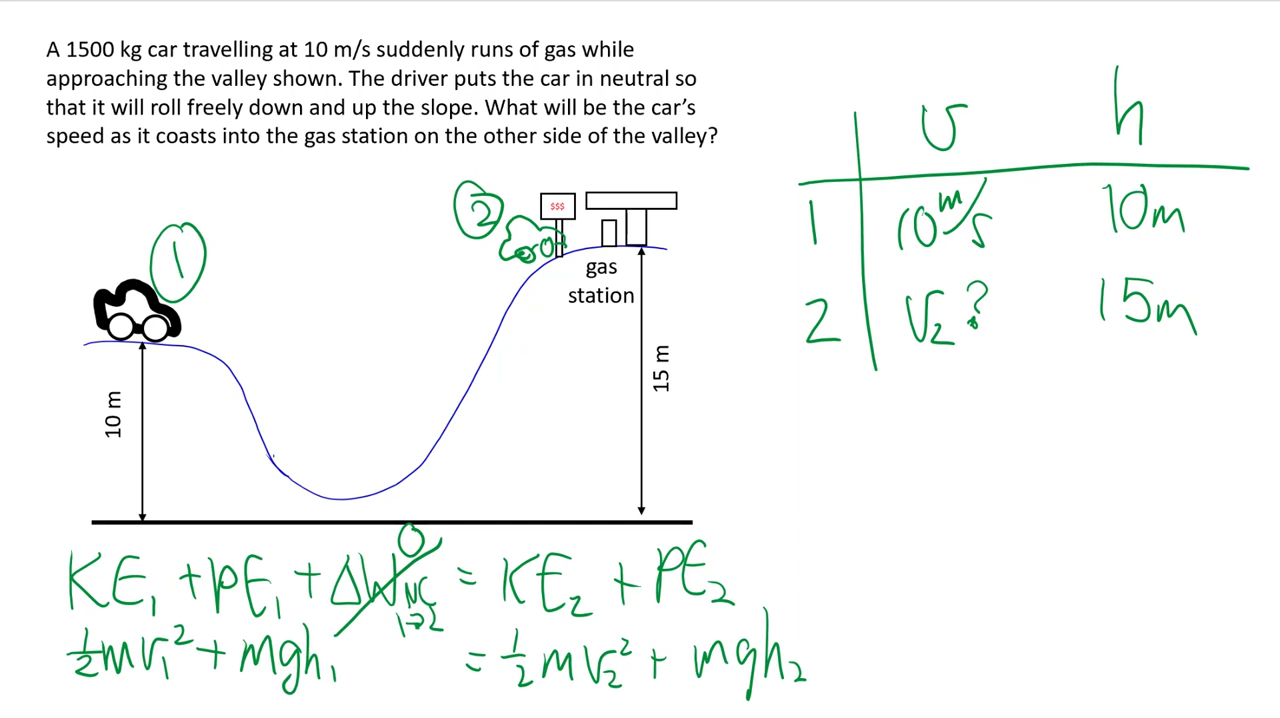 A 1500 kg car travelling at 10 m/s suddenly runs of gas while
approaching the valley shown. The driver puts the car in neutral so
that it will roll freely down and up the slope. What will be the car’s
speed as it coasts into the gas station on the other side of the valley?
v h
1 10 m/s 10m
2 v₂? 15m
1
2
$$$
gas
station
10 m
15 m
KE₁ + PE₁ + ΔW_NC 1→2 0 = KE₂ + PE₂
½mv₁² + mgh₁ = ½mv₂² + mgh₂